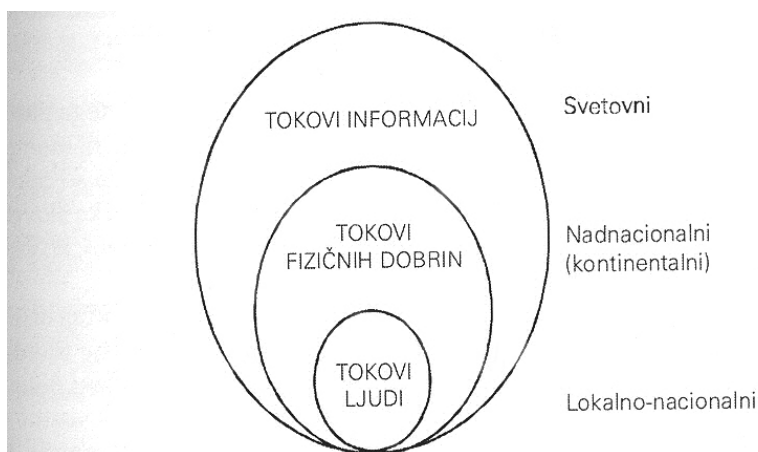 TOKOVI INFORMACIJ
Svetovni
TOKOVI
FIZIČNIH DOBRIN
Nadnacionalni
(kontinentalni)
TOKOVI
LJUDI
Lokalno-nacionalni